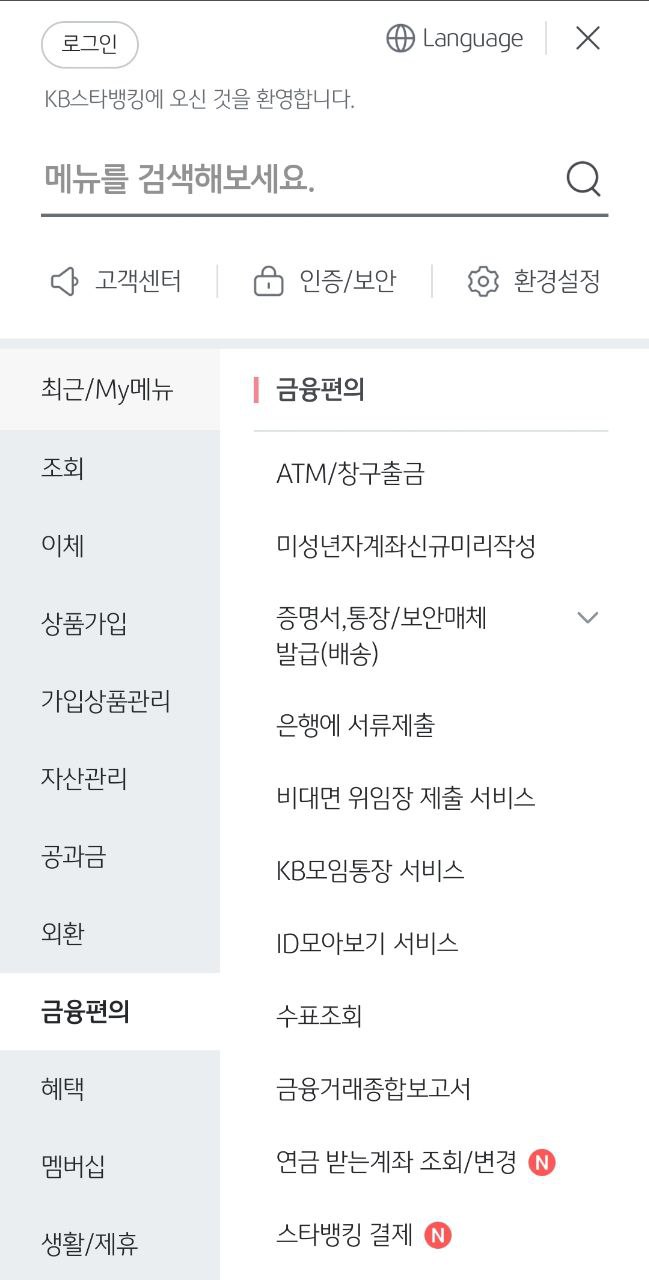 로그인
Language
KB스타뱅킹에 오신 것을 환영합니다.
메뉴를 검색해보세요.
고객센터
인증/보안
환경설정
최근/My메뉴
조회
이체
상품가입
가입상품관리
자산관리
공과금
외환
금융편의
혜택
멤버십
생활/제휴
금융편의
ATM/창구출금
미성년자계좌신규미리작성
증명서,통장/보안매체
발급(배송)
은행에 서류제출
비대면 위임장 제출 서비스
KB모임통장 서비스
ID모아보기 서비스
수표조회
금융거래종합보고서
연금 받는계좌 조회/변경 N
스타뱅킹 결제 N